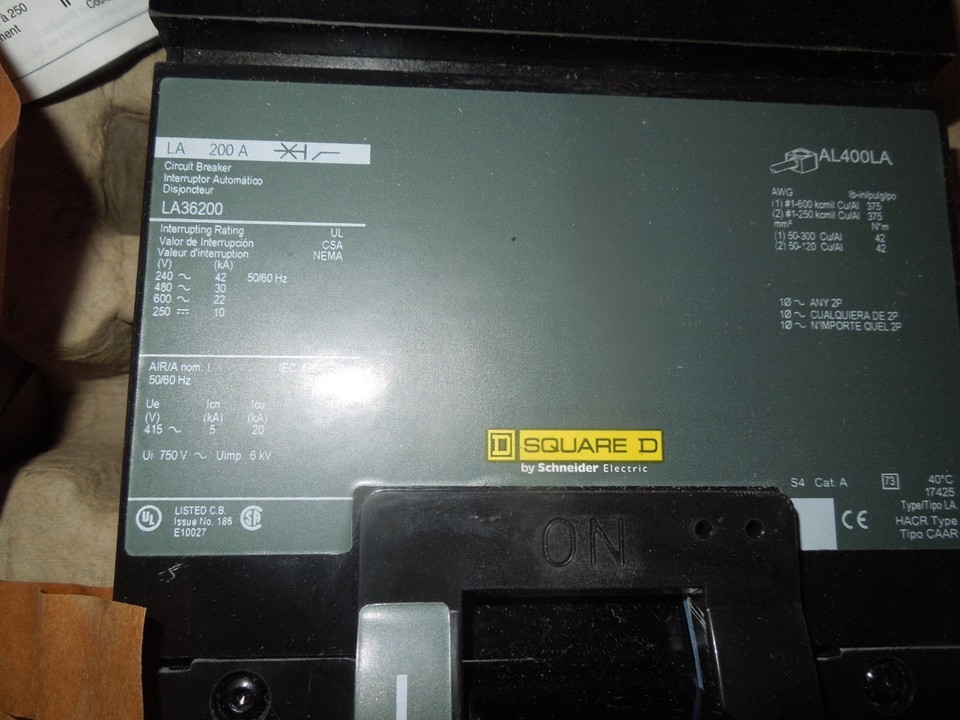 à 250
LA 200 A
Circuit Breaker
Interruptor Automático
Disjoncteur
LA36200
Interrupting Rating UL
Valor de Interrupción CSA
Valeur d'interruption NEMA
(V) (kA)
240 ~ 42 50/60 Hz
480 ~ 30
600 ~ 22
250 ⎓ 10
AIR/A nom. I IEC
50/60 Hz
Ue Icn Icu
(V) (kA) (kA)
415 ~ 5 20
Ui 750 V ~ Uimp 6 kV
UL
LISTED C.B.
Issue No. 186
E10027
AL400LA
AWG lb-in/pulg/po
(1) #1-600 kcmil Cu/Al 375
(2) #1-250 kcmil Cu/Al 375
mm² N*m
(1) 50-300 Cu/Al 42
(2) 50-120 Cu/Al 42
1Ø ~ ANY 2P
1Ø ~ CUALQUIERA DE 2P
1Ø ~ N'IMPORTE QUEL 2P
SQUARE D
by Schneider Electric
S4 Cat. A 73 40°C
17425
Type/Tipo LA
CE HACR Type
Tipo CAAR
ON